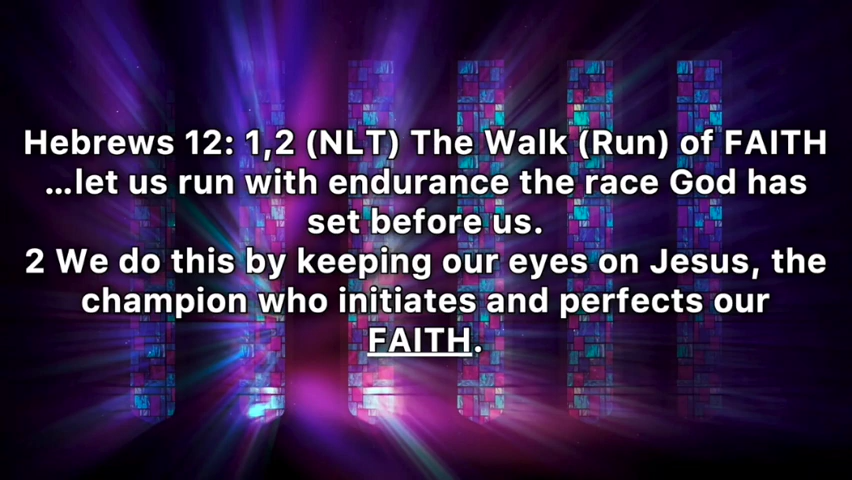 Hebrews 12: 1,2 (NLT) The Walk (Run) of FAITH
...let us run with endurance the race God has
set before us.
2 We do this by keeping our eyes on Jesus, the
champion who initiates and perfects our
FAITH.